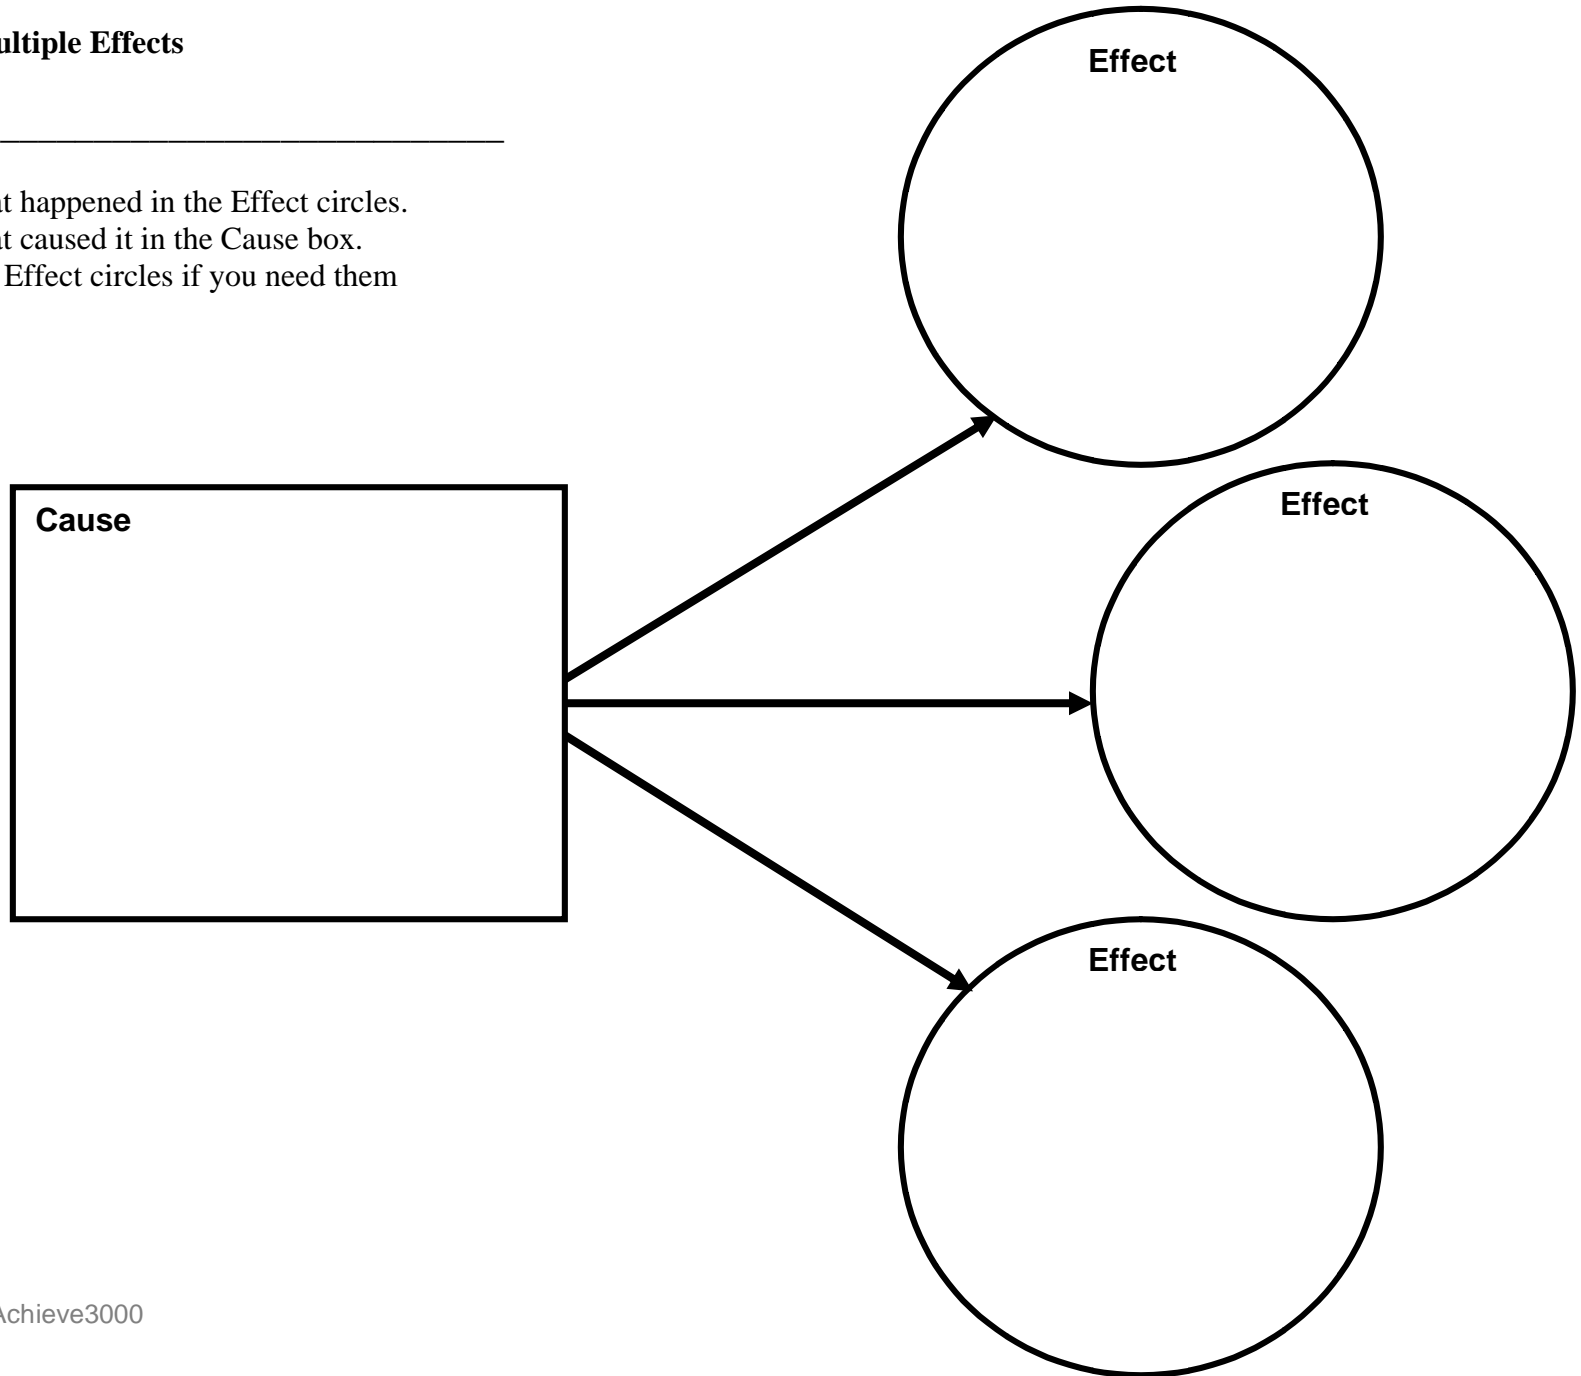 ultiple Effects
___________________________
at happened in the Effect circles.
at caused it in the Cause box.
Effect circles if you need them
Effect
Cause
Effect
Effect
Achieve3000